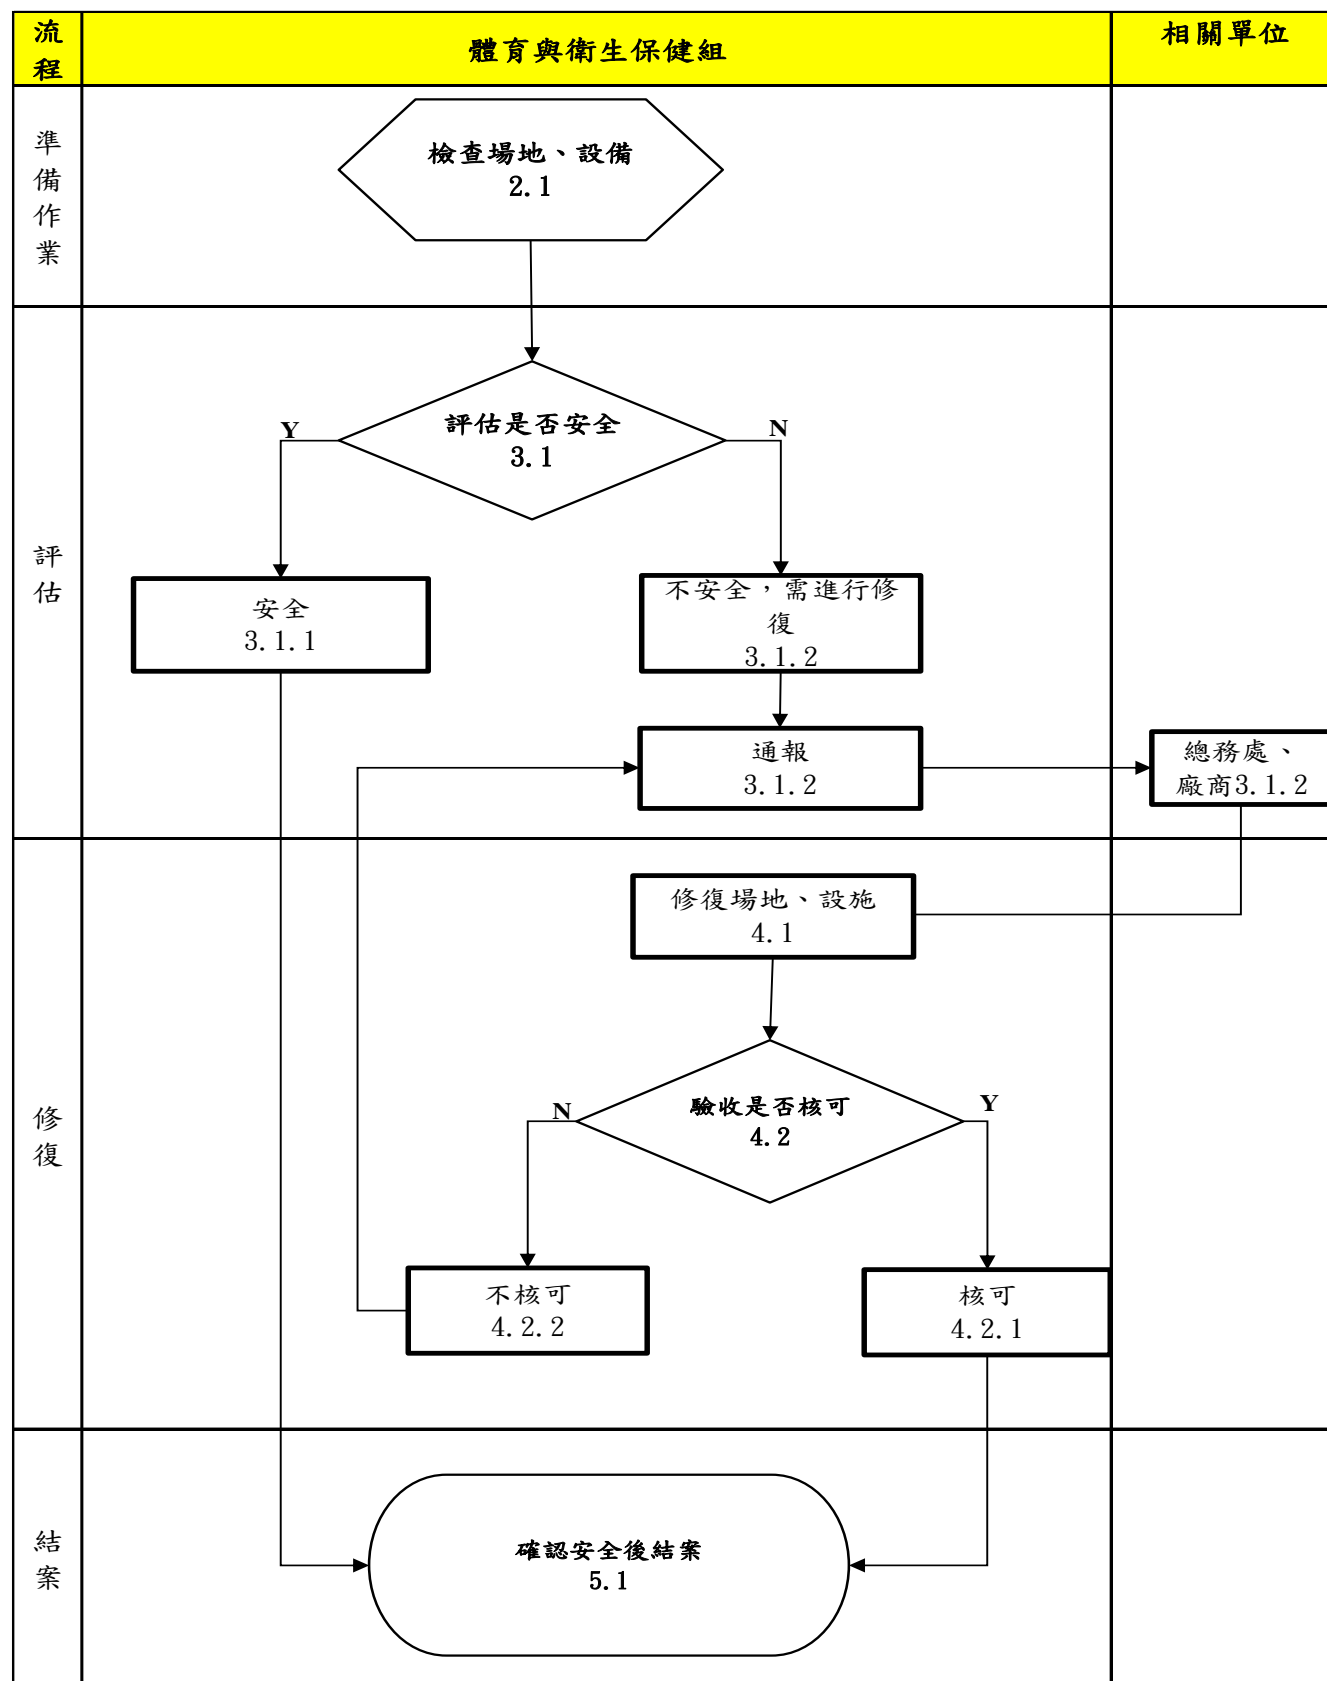 流
程
體育與衛生保健組
相關單位
準
備
作
業
檢查場地、設備
2.1
評
估
評估是否安全
3.1
Y
N
安全
3.1.1
不安全，需進行修
復
3.1.2
通報
3.1.2
總務處、
廠商3.1.2
修
復
修復場地、設施
4.1
驗收是否核可
4.2
N
Y
不核可
4.2.2
核可
4.2.1
結
案
確認安全後結案
5.1